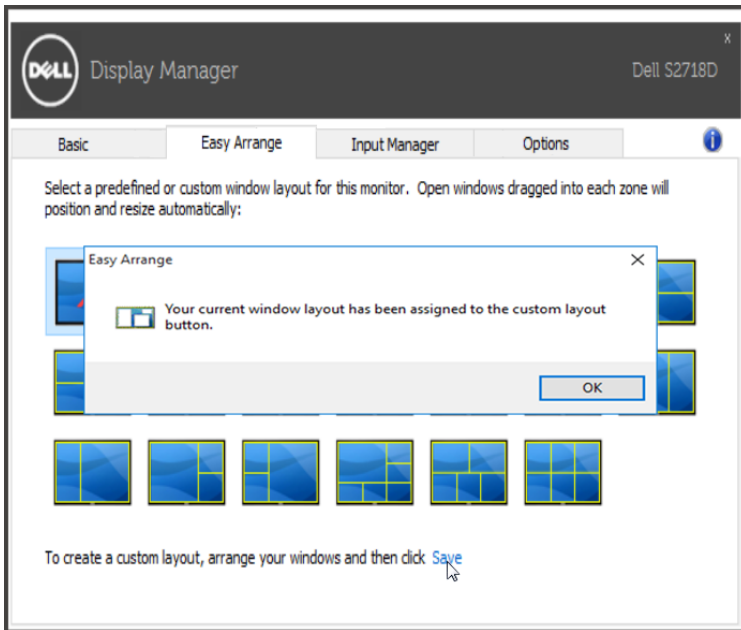 DELL Display Manager
X
Dell S2718D
Basic Easy Arrange Input Manager Options
i
Select a predefined or custom window layout for this monitor. Open windows dragged into each zone will
position and resize automatically:
Easy Arrange
Your current window layout has been assigned to the custom layout
button.
OK
To create a custom layout, arrange your windows and then click Save